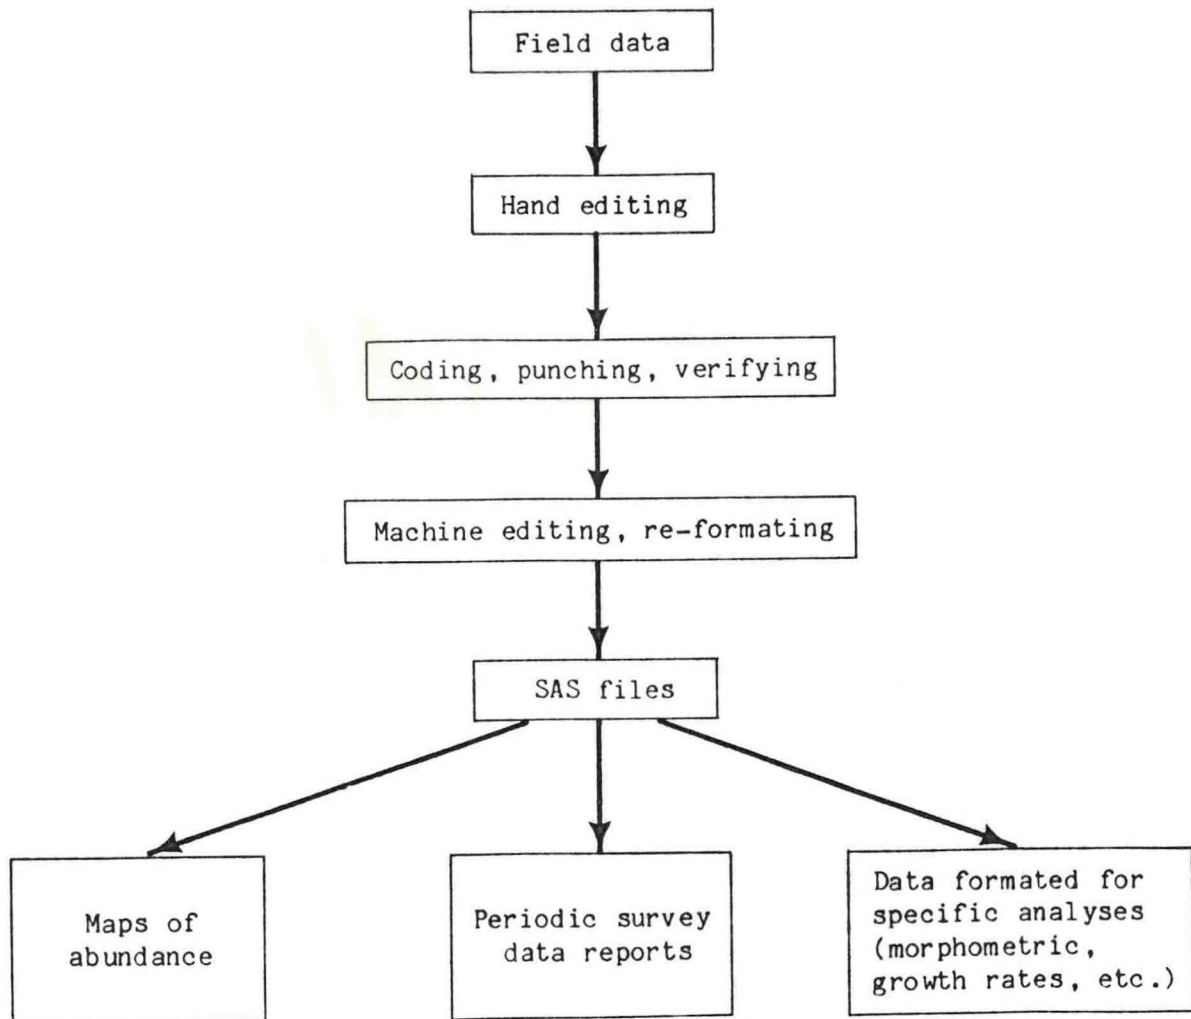 Field data
Hand editing
Coding, punching, verifying
Machine editing, re-formating
SAS files
Maps of
abundance
Periodic survey
data reports
Data formated for
specific analyses
(morphometric,
growth rates, etc.)